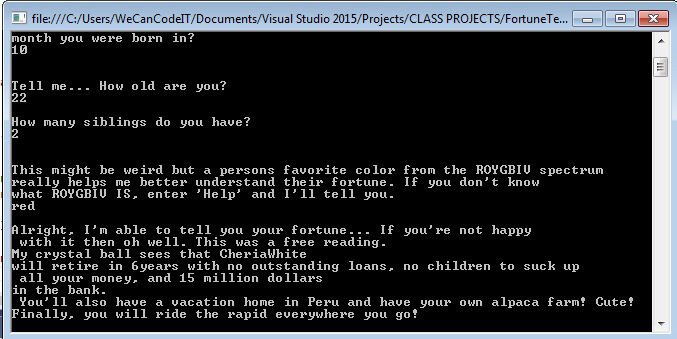 file:///C:/Users/WeCanCodeIT/Documents/Visual Studio 2015/Projects/CLASS PROJECTS/FortuneTe...
month you were born in?
10
Tell me... How old are you?
22
How many siblings do you have?
2
This might be weird but a persons favorite color from the ROYGBIV spectrum
really helps me better understand their fortune. If you don't know
what ROYGBIV IS, enter 'Help' and I'll tell you.
red
Alright, I'm able to tell you your fortune... If you're not happy
with it then oh well. This was a free reading.
My crystal ball sees that CheriaWhite
will retire in 6years with no outstanding loans, no children to suck up
all your money, and 15 million dollars
in the bank.
You'll also have a vacation home in Peru and have your own alpaca farm! Cute!
Finally, you will ride the rapid everywhere you go!